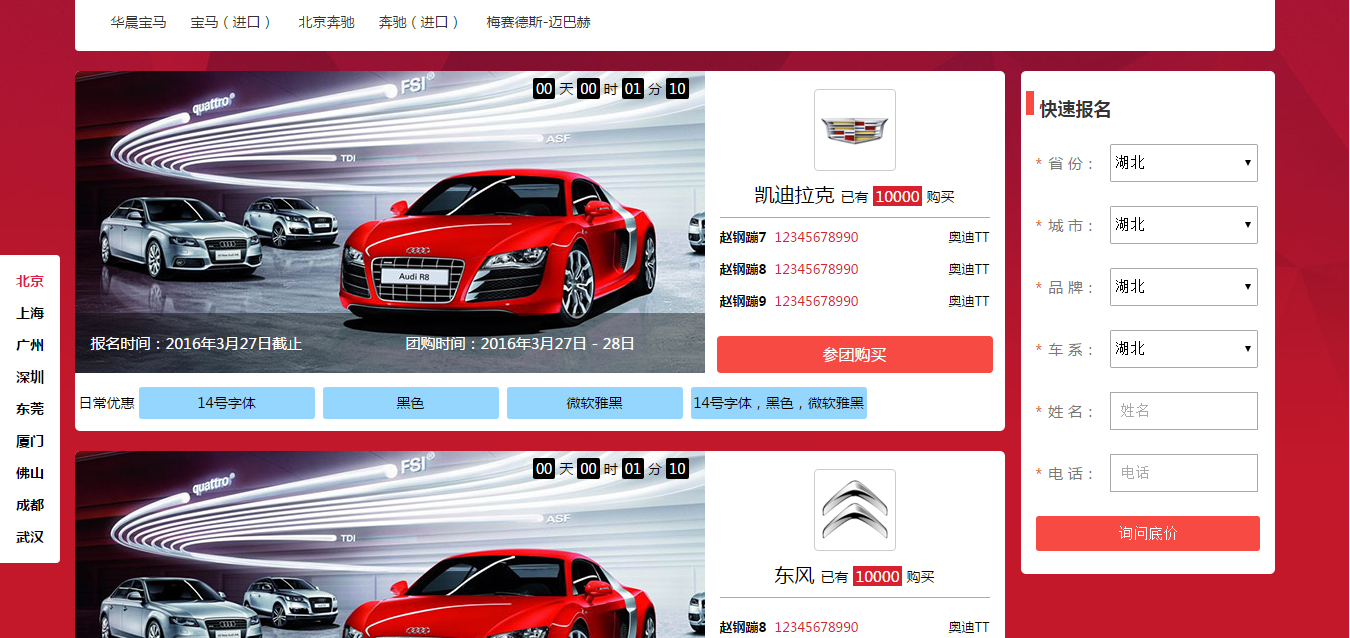 华晨宝马 宝马（进口） 北京奔驰 奔驰（进口） 梅赛德斯-迈巴赫
北京
上海
广州
深圳
东莞
厦门
佛山
成都
武汉
00 天 00 时 01 分 10
FSI®
quattro®
ASF
TDI
Audi R8
报名时间：2016年3月27日截止 团购时间：2016年3月27日 - 28日
凯迪拉克 已有 10000 购买
赵钢蹦7 12345678990 奥迪TT
赵钢蹦8 12345678990 奥迪TT
赵钢蹦9 12345678990 奥迪TT
参团购买
日常优惠 14号字体 黑色 微软雅黑 14号字体，黑色，微软雅黑
00 天 00 时 01 分 10
FSI®
quattro®
ASF
TDI
东风 已有 10000 购买
赵钢蹦8 12345678990 奥迪TT
快速报名
* 省 份： 湖北
* 城 市： 湖北
* 品 牌： 湖北
* 车 系： 湖北
* 姓 名： 姓名
* 电 话： 电话
询问底价